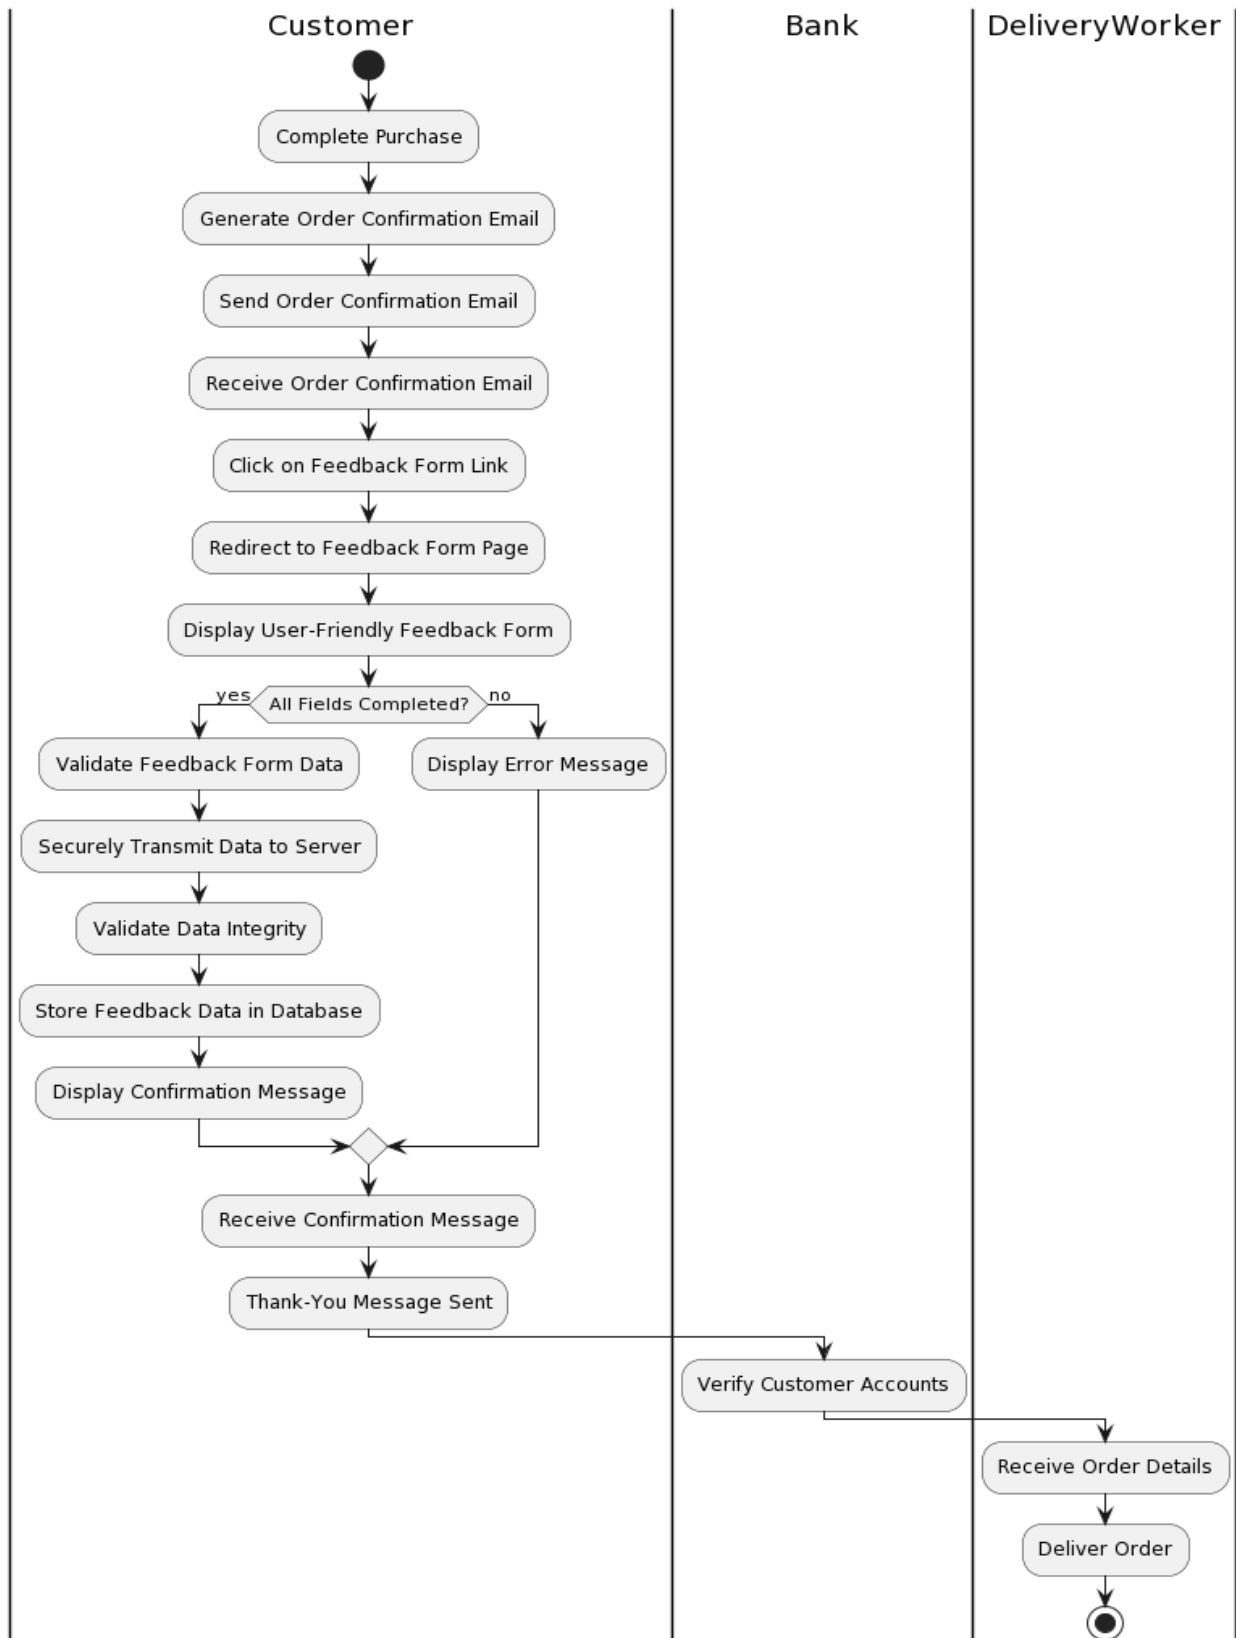 Customer
Bank
DeliveryWorker
Complete Purchase
Generate Order Confirmation Email
Send Order Confirmation Email
Receive Order Confirmation Email
Click on Feedback Form Link
Redirect to Feedback Form Page
Display User-Friendly Feedback Form
yes
All Fields Completed?
no
Validate Feedback Form Data
Display Error Message
Securely Transmit Data to Server
Validate Data Integrity
Store Feedback Data in Database
Display Confirmation Message
Receive Confirmation Message
Thank-You Message Sent
Verify Customer Accounts
Receive Order Details
Deliver Order